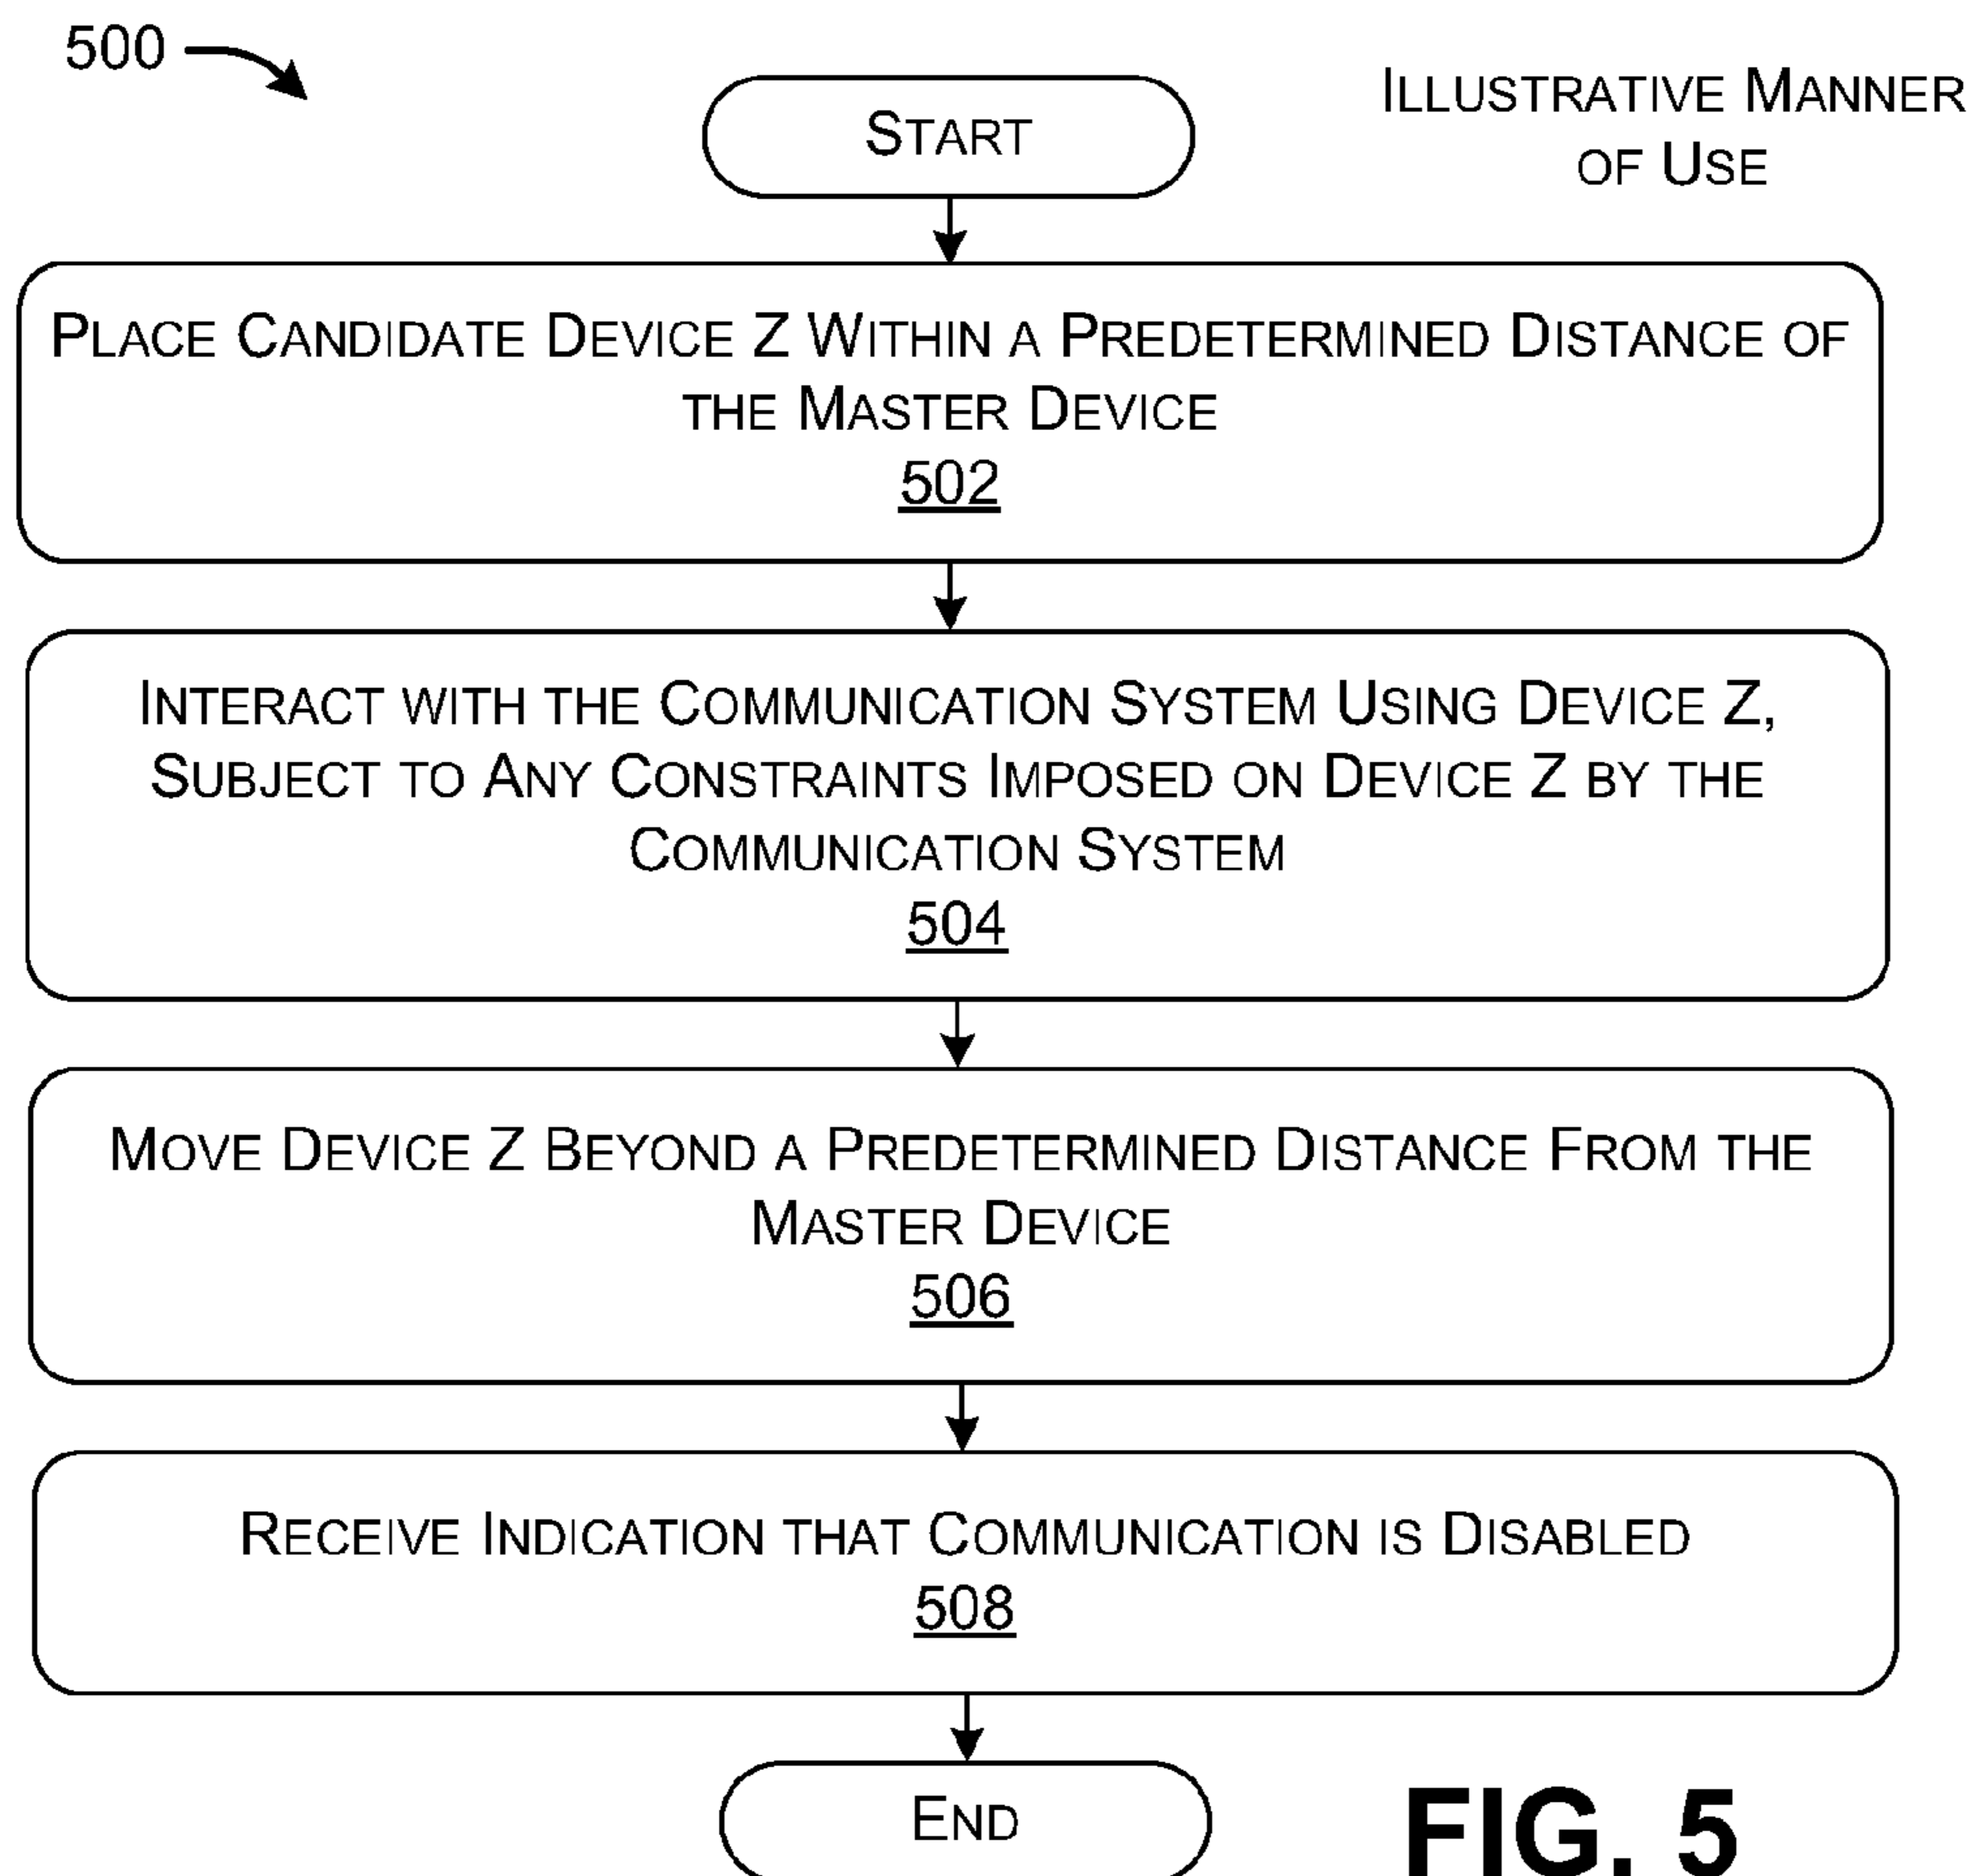 500
ILLUSTRATIVE MANNER
OF USE
START
PLACE CANDIDATE DEVICE Z WITHIN A PREDETERMINED DISTANCE OF
THE MASTER DEVICE
502
INTERACT WITH THE COMMUNICATION SYSTEM USING DEVICE Z,
SUBJECT TO ANY CONSTRAINTS IMPOSED ON DEVICE Z BY THE
COMMUNICATION SYSTEM
504
MOVE DEVICE Z BEYOND A PREDETERMINED DISTANCE FROM THE
MASTER DEVICE
506
RECEIVE INDICATION THAT COMMUNICATION IS DISABLED
508
END
FIG. 5